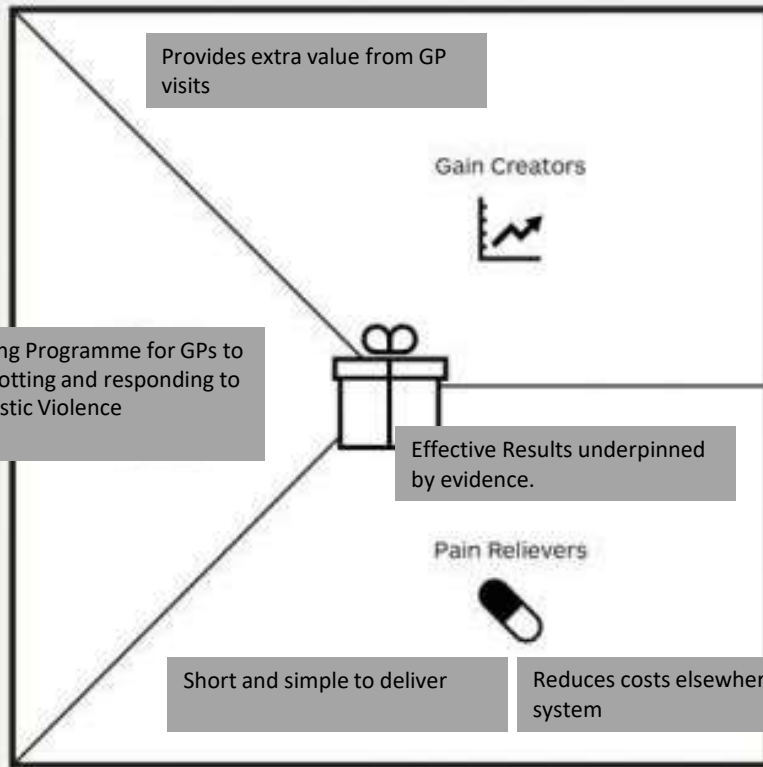 Provides extra value from GP
visits
Gain Creators
ng Programme for GPs to
otting and responding to
stic Violence
Effective Results underpinned
by evidence.
Pain Relievers
Short and simple to deliver
Reduces costs elsewher
system